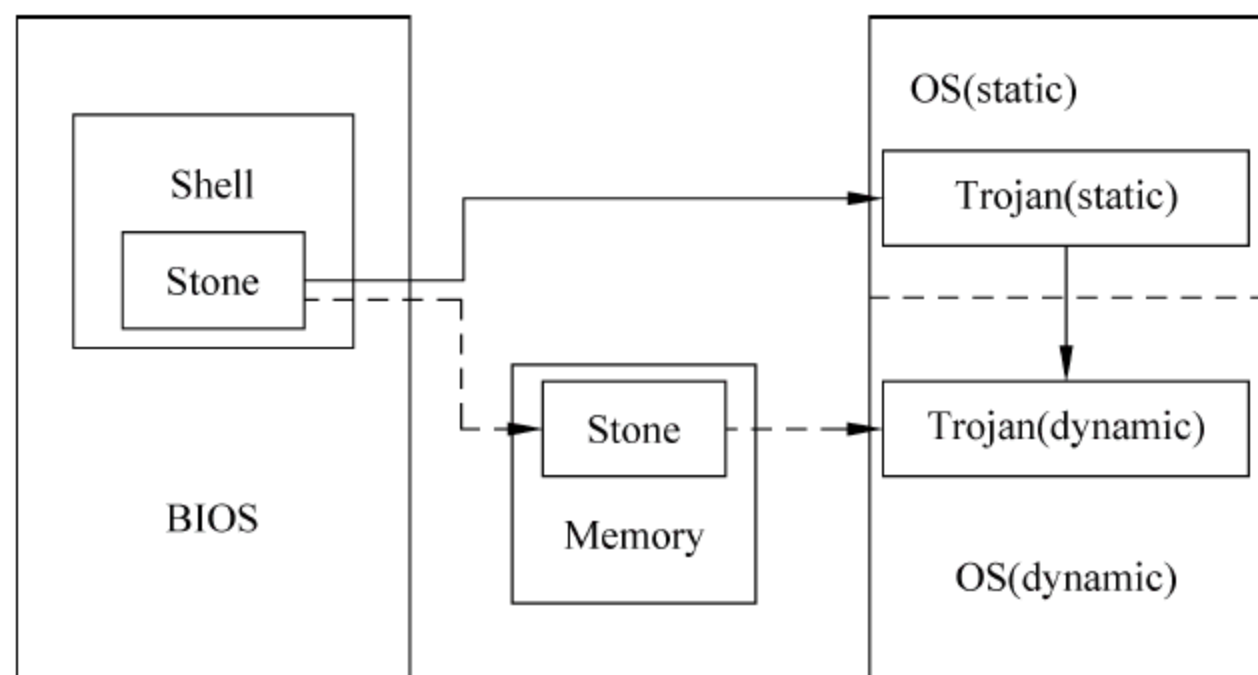 OS(static)
Shell
Trojan(static)
Stone
Stone
Trojan(dynamic)
BIOS
Memory
OS(dynamic)